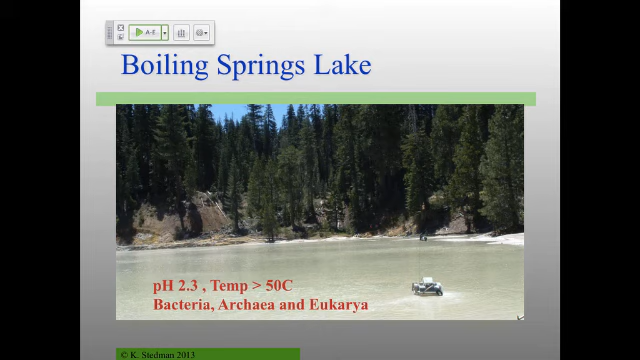 A-E
Boiling Springs Lake
pH 2.3 , Temp > 50C
Bacteria, Archaea and Eukarya
© K. Stedman 2013